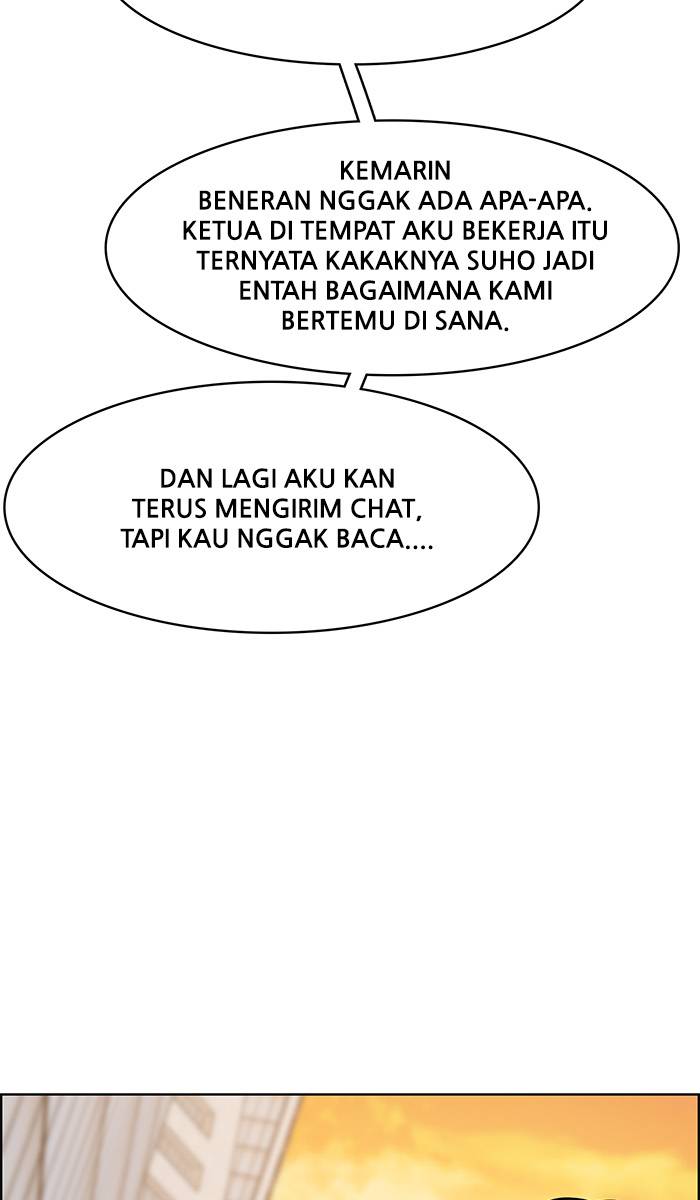 KEMARIN
BENERAN NGGAK ADA APA-APA.
KETUA DI TEMPAT AKU BEKERJA ITU
TERNYATA KAKAKNYA SUHO JADI
ENTAH BAGAIMANA KAMI
BERTEMU DI SANA.
DAN LAGI AKU KAN
TERUS MENGIRIM CHAT,
TAPI KAU NGGAK BACA....